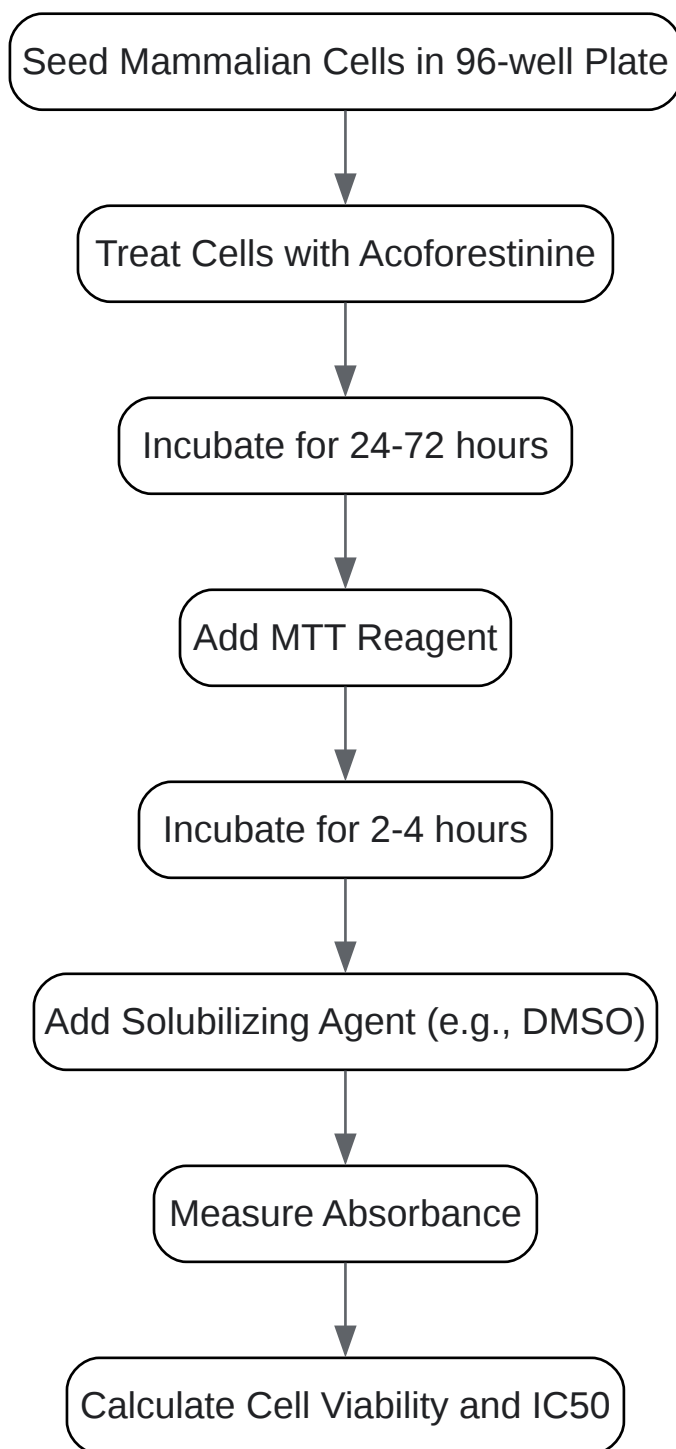 Seed Mammalian Cells in 96-well Plate
Treat Cells with Acoforestinine
Incubate for 24-72 hours
Add MTT Reagent
Incubate for 2-4 hours
Add Solubilizing Agent (e.g., DMSO)
Measure Absorbance
Calculate Cell Viability and IC50